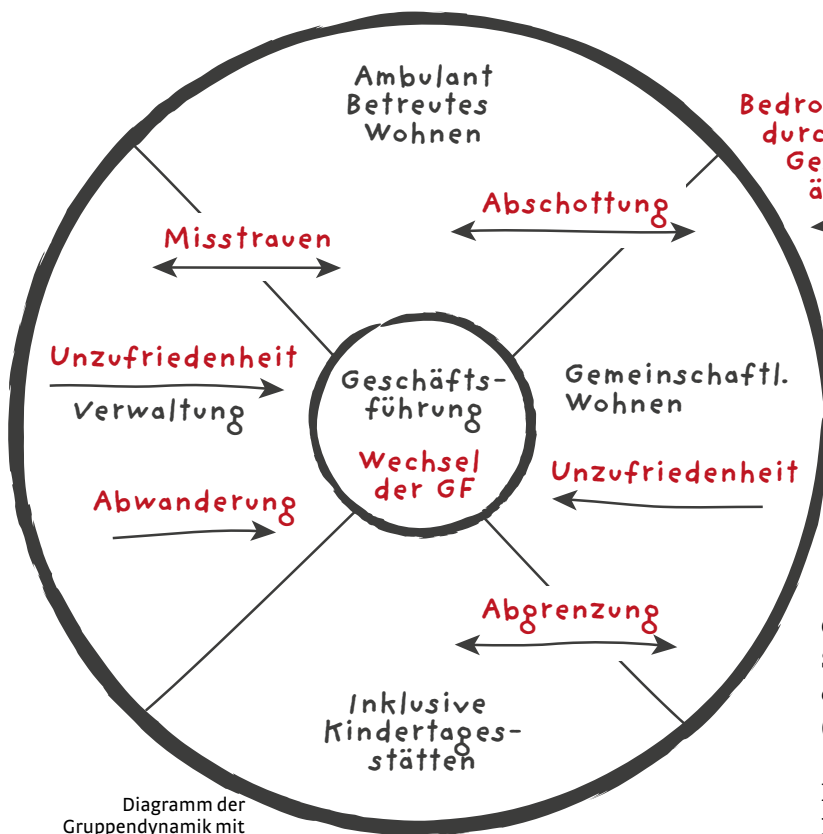 Ambulant
Betreutes
Wohnen
Abschottung
Misstrauen
Unzufriedenheit
Verwaltung
Geschäfts-
führung
Wechsel
der GF
Gemeinschaftl.
Wohnen
Unzufriedenheit
Abwanderung
Abgrenzung
Inklusive
Kindertages-
stätten
Diagramm der
Gruppendynamik mit